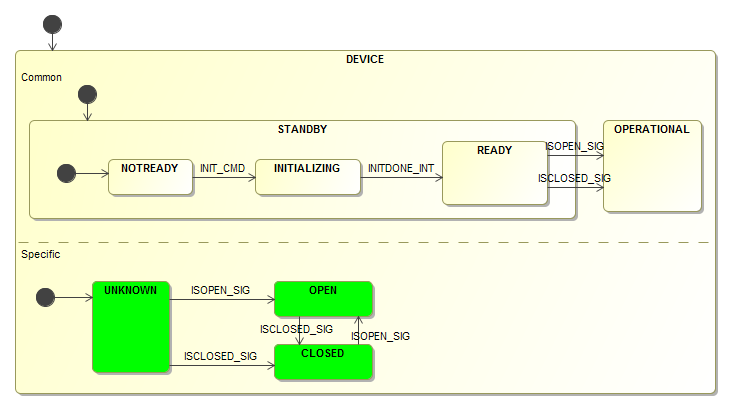 DEVICE
Common
STANDBY
OPERATIONAL
NOTREADY
INIT_CMD
INITIALIZING
INITDONE_INT
READY
ISOPEN_SIG
ISCLOSED_SIG
Specific
UNKNOWN
ISOPEN_SIG
OPEN
ISCLOSED_SIG
ISOPEN_SIG
ISCLOSED_SIG
CLOSED